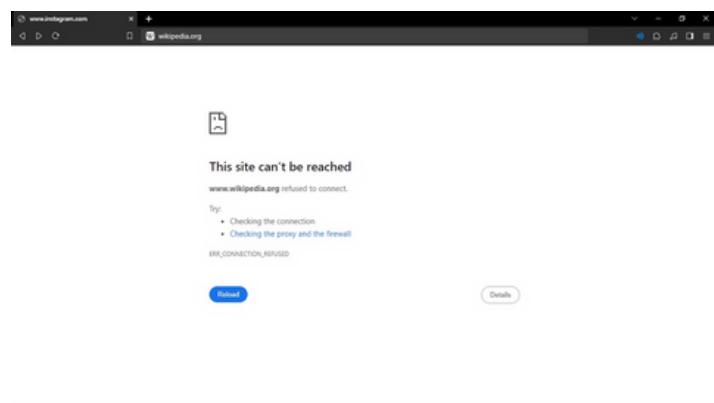 www.instagram.com
wikipedia.org
This site can't be reached
www.wikipedia.org refused to connect.
Try:
Checking the connection
Checking the proxy and the firewall
ERR_CONNECTION_REFUSED
Reload
Details